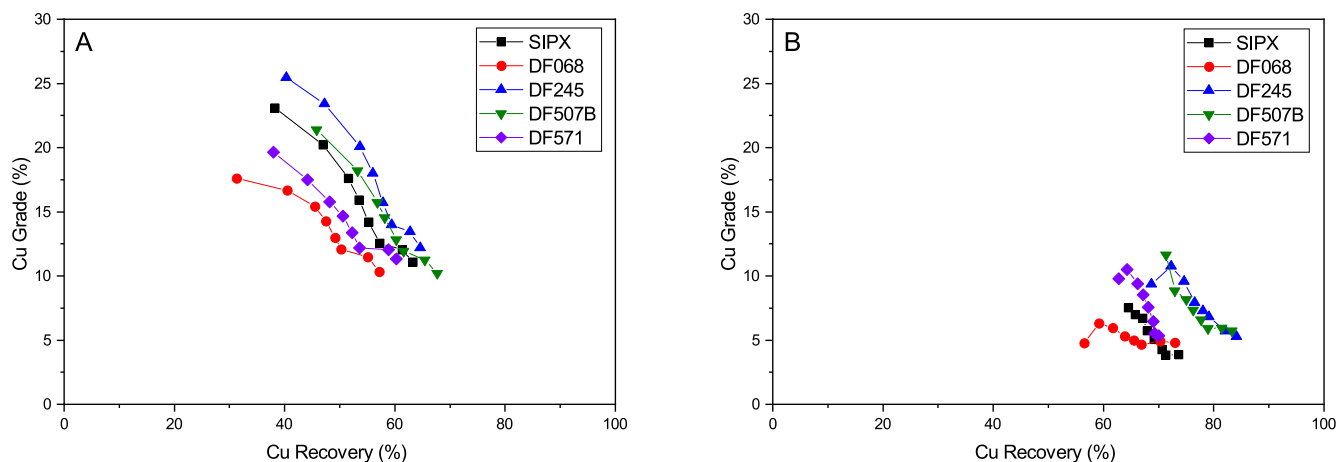 A
SIPX
DF068
DF245
DF507B
DF571
30
25
20
15
10
5
0
Cu Grade (%)
0 20 40 60 80 100
Cu Recovery (%)
B
SIPX
DF068
DF245
DF507B
DF571
30
25
20
15
10
5
0
Cu Grade (%)
0 20 40 60 80 100
Cu Recovery (%)